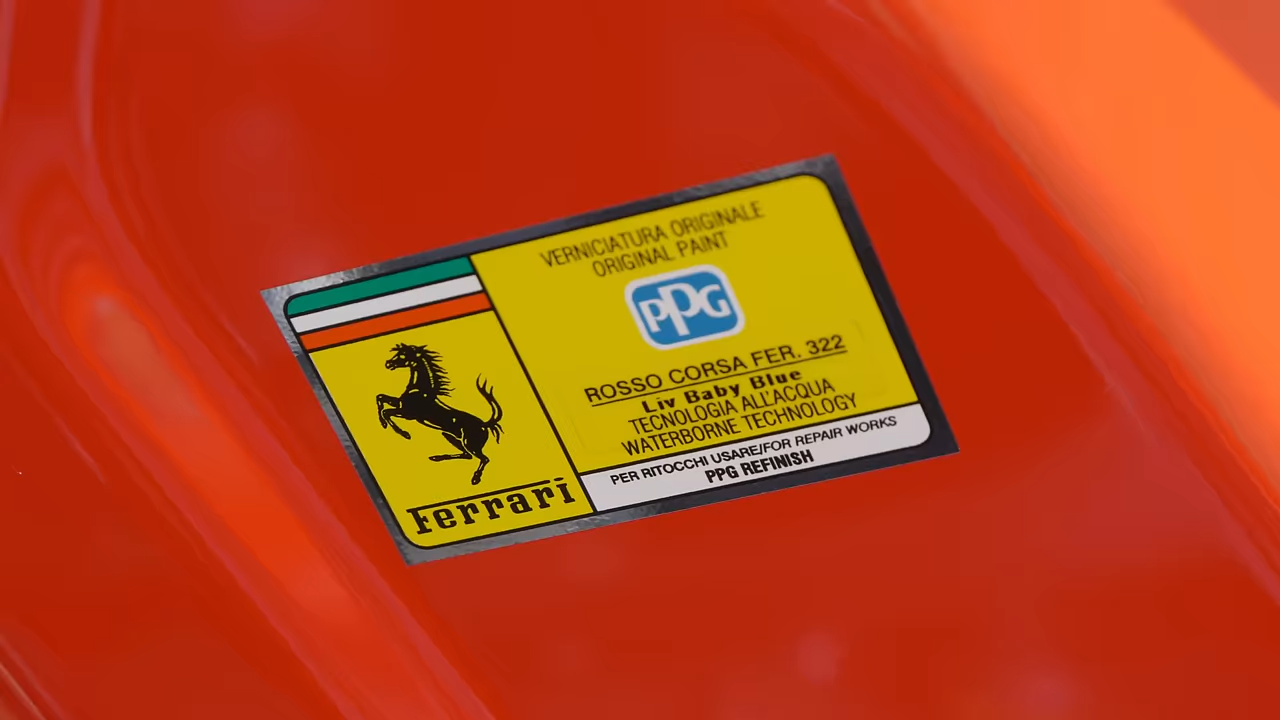 VERNICIATURA ORIGINALE
ORIGINAL PAINT
PPG
ROSSO CORSA FER. 322
Liv Baby Blue
TECNOLOGIA ALL'ACQUA
WATERBORNE TECHNOLOGY
PER RITOCCHI USARE/FOR REPAIR WORKS
PPG REFINISH
Ferrari